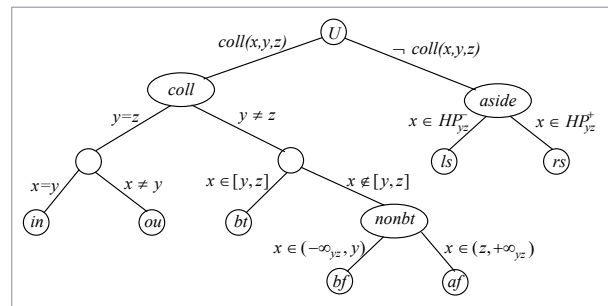 U
coll(x,y,z)
¬ coll(x,y,z)
coll
aside
y=z
y ≠ z
x ∈ HP⁻yz
x ∈ HP⁺yz
ls
rs
x=y
x ≠ y
x ∈ [y, z]
x ∉ [y, z]
in
ou
bt
nonbt
x ∈ (−∞yz, y)
x ∈ (z,+∞yz)
bf
af